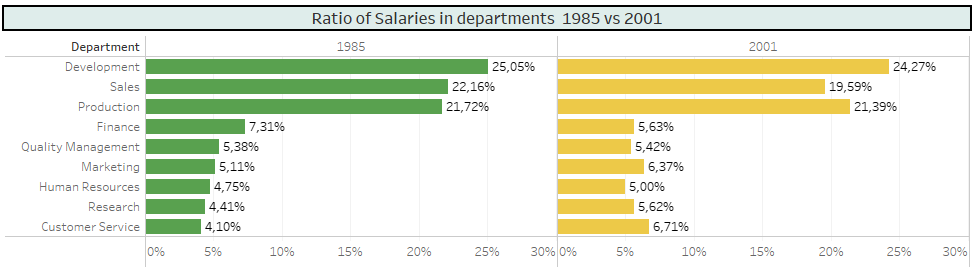 Ratio of Salaries in departments 1985 vs 2001
Department 1985 2001
Development 25,05% 24,27%
Sales 22,16% 19,59%
Production 21,72% 21,39%
Finance 7,31% 5,63%
Quality Management 5,38% 5,42%
Marketing 5,11% 6,37%
Human Resources 4,75% 5,00%
Research 4,41% 5,62%
Customer Service 4,10% 6,71%
0% 5% 10% 15% 20% 25% 30% 0% 5% 10% 15% 20% 25% 30%